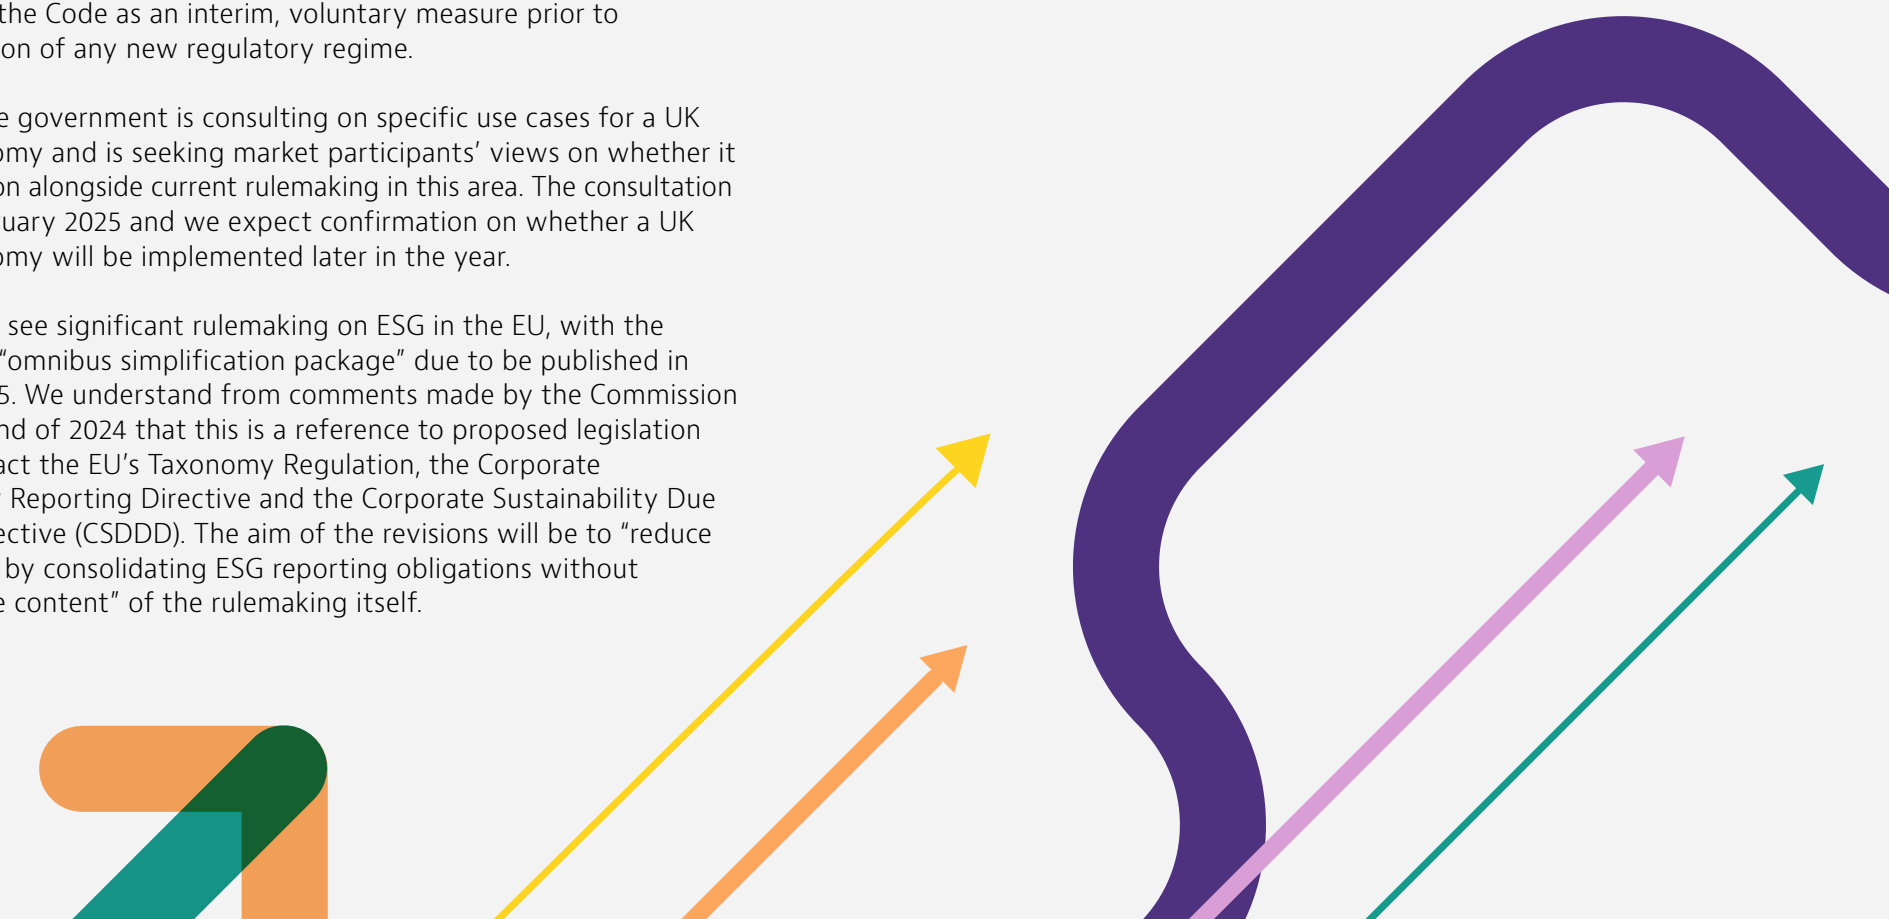 the Code as an interim, voluntary measure prior to
on of any new regulatory regime.
e government is consulting on specific use cases for a UK
omy and is seeking market participants’ views on whether it
on alongside current rulemaking in this area. The consultation
uary 2025 and we expect confirmation on whether a UK
omy will be implemented later in the year.
see significant rulemaking on ESG in the EU, with the
“omnibus simplification package” due to be published in
5. We understand from comments made by the Commission
nd of 2024 that this is a reference to proposed legislation
act the EU’s Taxonomy Regulation, the Corporate
Reporting Directive and the Corporate Sustainability Due
ective (CSDDD). The aim of the revisions will be to “reduce
by consolidating ESG reporting obligations without
e content” of the rulemaking itself.